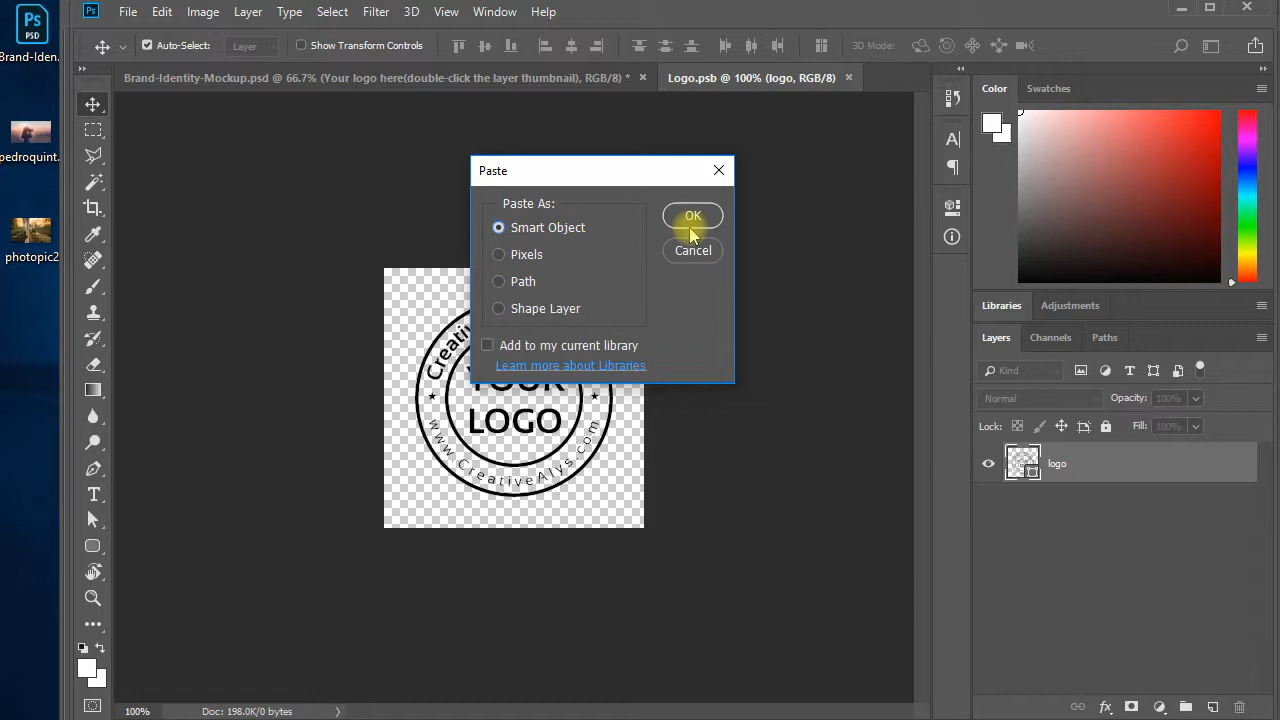 Ps
PSD
Brand-Iden.
pedroquint.
photopic2
Ps File Edit Image Layer Type Select Filter 3D View Window Help
Auto-Select: Layer Show Transform Controls 3D Mode:
Brand-Identity-Mockup.psd @ 66.7% (Your logo here(double-click the layer thumbnail), RGB/8) * Logo.psb @ 100% (logo, RGB/8)
Paste
Paste As:
Smart Object
Pixels
Path
Shape Layer
OK
Cancel
Add to my current library
Learn more about Libraries
Creativ
YOUR
LOGO
www.CreativeAlys.com
Color Swatches
Libraries Adjustments
Layers Channels Paths
Kind
Normal Opacity: 100%
Lock: Fill: 100%
logo
100% Doc: 198.0K/0 bytes